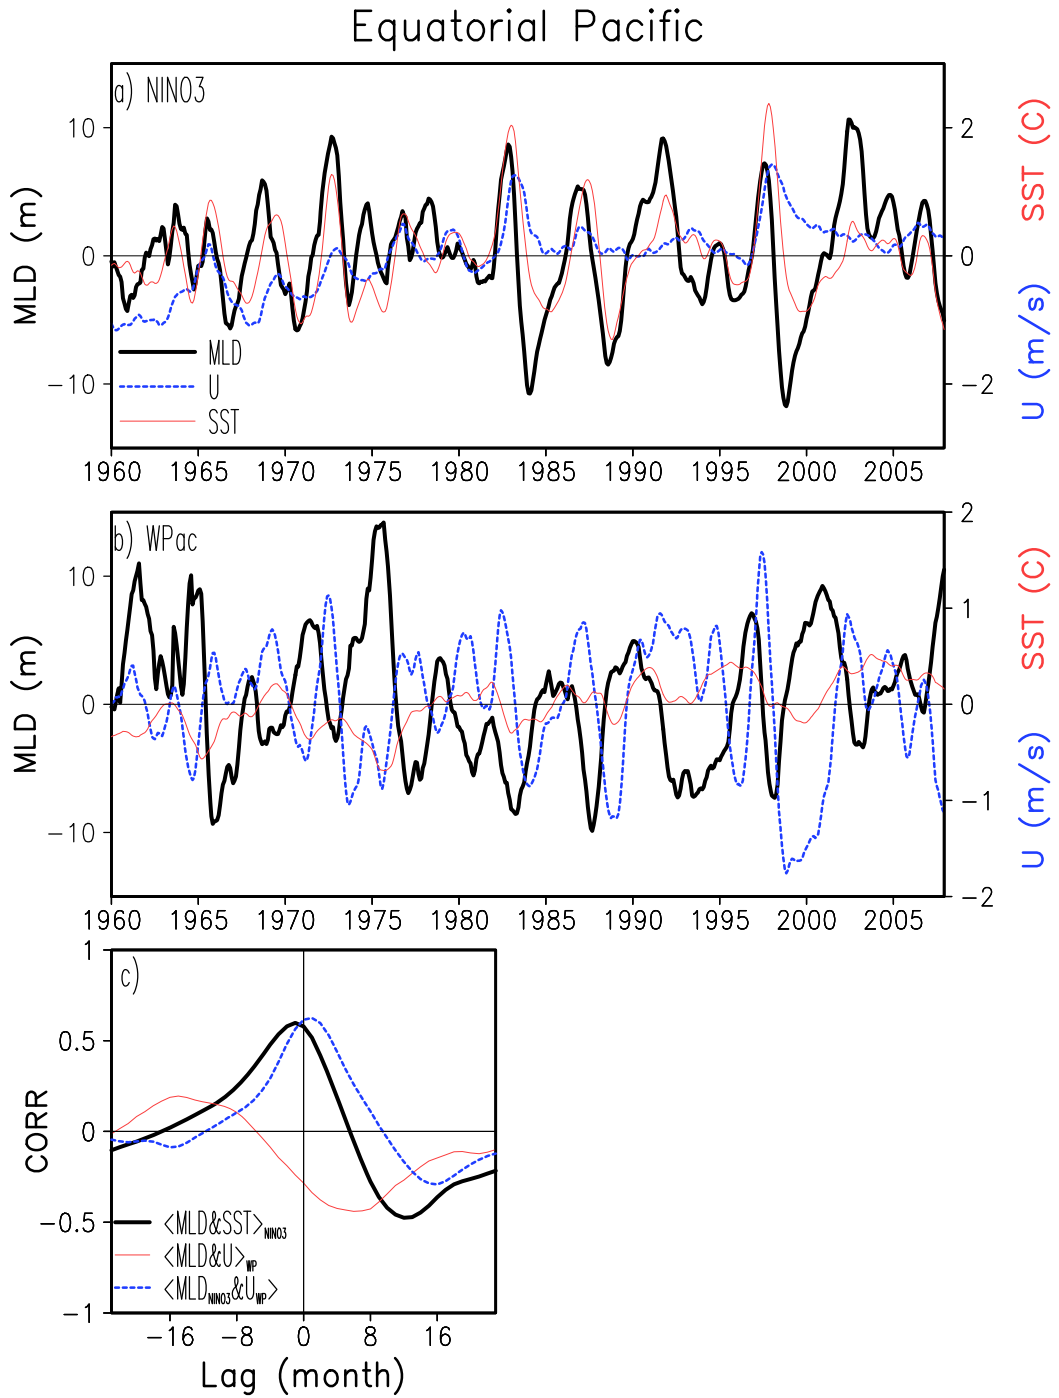 Equatorial Pacific
a) NINO3
MLD (m)
10
0
−10
2
0
−2
SST (C)
U (m/s)
MLD
U
SST
1960 1965 1970 1975 1980 1985 1990 1995 2000 2005
b) WPac
MLD (m)
10
0
−10
2
1
0
−1
−2
SST (C)
U (m/s)
1960 1965 1970 1975 1980 1985 1990 1995 2000 2005
c)
CORR
1
0.5
0
−0.5
−1
<MLD&SST>NINO3
<MLD&U>WP
<MLDNINO3&UWP>
−16 −8 0 8 16
Lag (month)